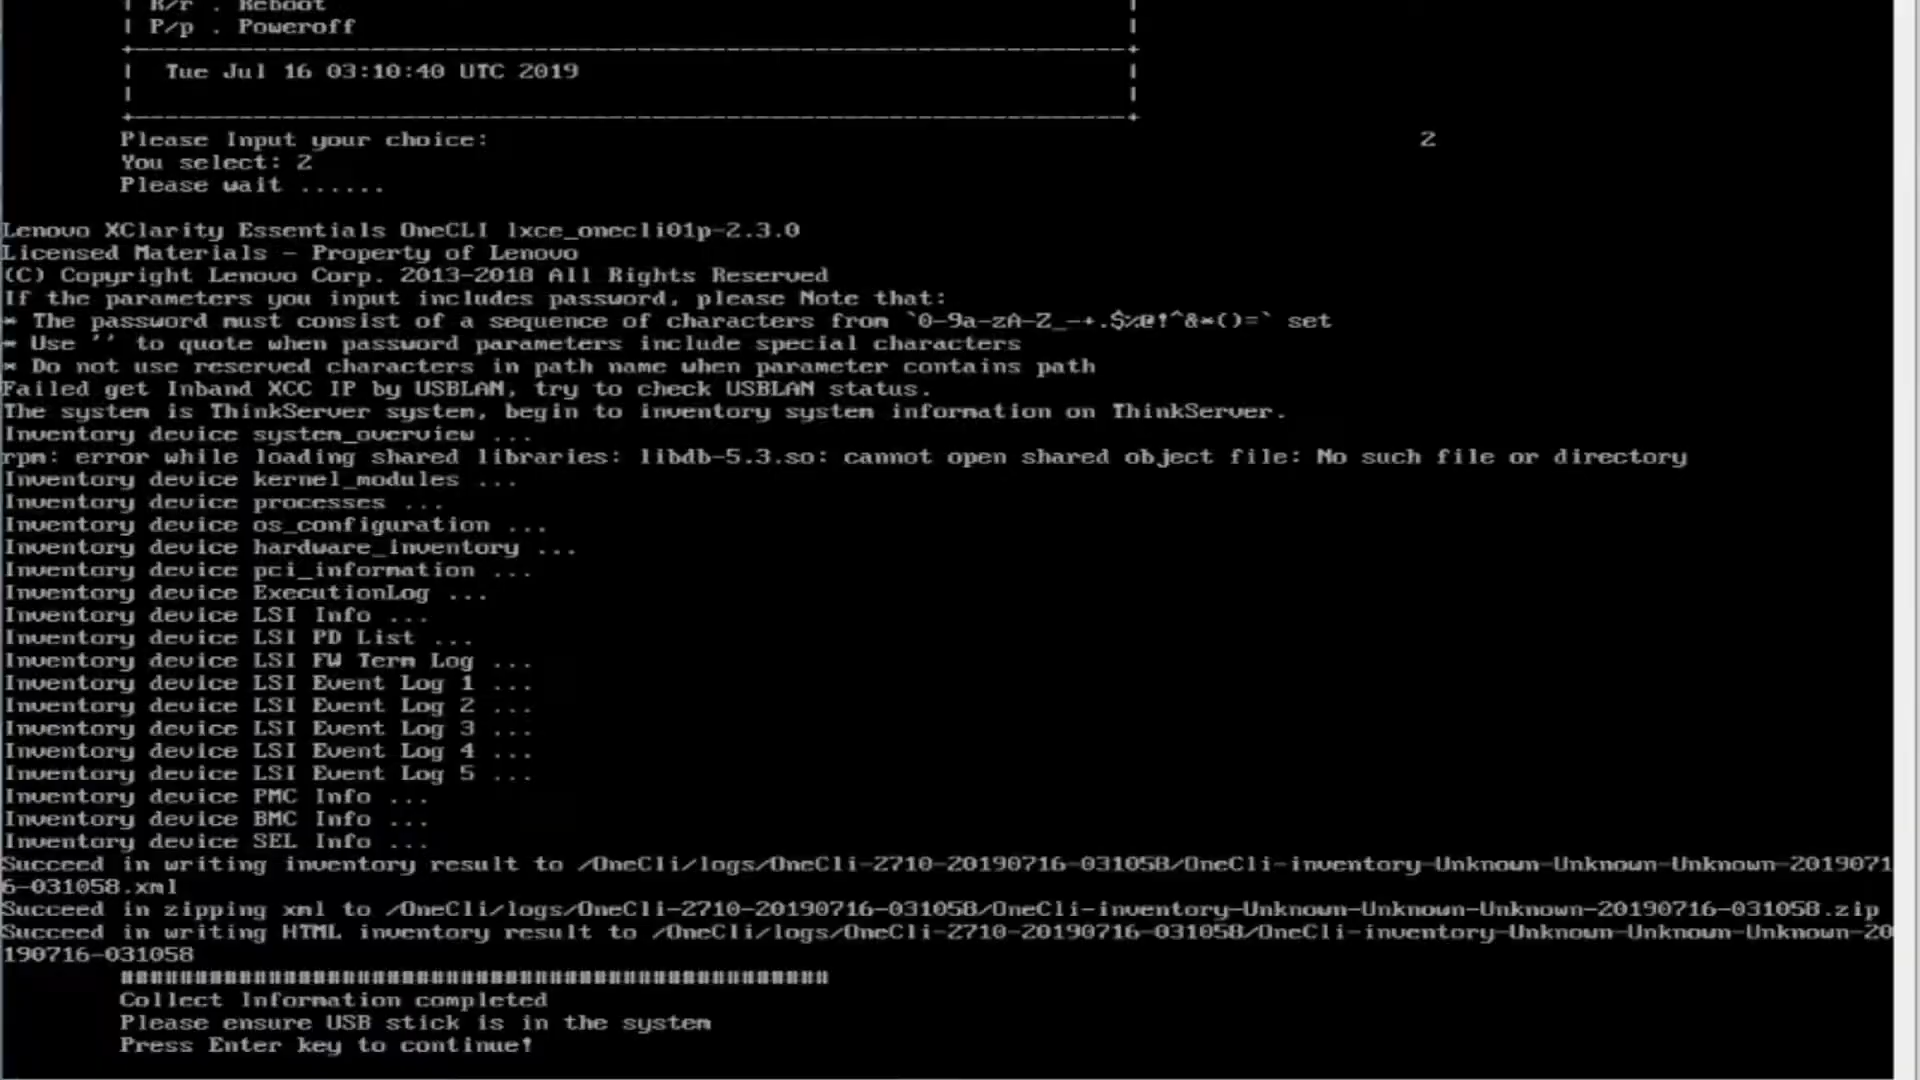 | R/r . Reboot |
| P/p . Poweroff |
+--------------------------------------------------------------------+
| Tue Jul 16 03:10:40 UTC 2019 |
| |
+--------------------------------------------------------------------+
Please Input your choice: 2
You select: 2
Please wait ......
Lenovo XClarity Essentials OneCLI lxce_onecli01p-2.3.0
Licensed Materials - Property of Lenovo
(C) Copyright Lenovo Corp. 2013-2018 All Rights Reserved
If the parameters you input includes password, please Note that:
* The password must consist of a sequence of characters from `0-9a-zA-Z_-+.$%@!^&*()=` set
* Use '' to quote when password parameters include special characters
* Do not use reserved characters in path name when parameter contains path
Failed get Inband XCC IP by USBLAN, try to check USBLAN status.
The system is ThinkServer system, begin to inventory system information on ThinkServer.
Inventory device system_overview ...
rpm: error while loading shared libraries: libdb-5.3.so: cannot open shared object file: No such file or directory
Inventory device kernel_modules ...
Inventory device processes ...
Inventory device os_configuration ...
Inventory device hardware_inventory ...
Inventory device pci_information ...
Inventory device ExecutionLog ...
Inventory device LSI Info ...
Inventory device LSI PD List ...
Inventory device LSI FW Term Log ...
Inventory device LSI Event Log 1 ...
Inventory device LSI Event Log 2 ...
Inventory device LSI Event Log 3 ...
Inventory device LSI Event Log 4 ...
Inventory device LSI Event Log 5 ...
Inventory device PMC Info ...
Inventory device BMC Info ...
Inventory device SEL Info ...
Succeed in writing inventory result to /OneCli/logs/OneCli-2710-20190716-031058/OneCli-inventory-Unknown-Unknown-Unknown-2019071
6-031058.xml
Succeed in zipping xml to /OneCli/logs/OneCli-2710-20190716-031058/OneCli-inventory-Unknown-Unknown-Unknown-20190716-031058.zip
Succeed in writing HTML inventory result to /OneCli/logs/OneCli-2710-20190716-031058/OneCli-inventory-Unknown-Unknown-Unknown-20
190716-031058
################################################
Collect Information completed
Please ensure USB stick is in the system
Press Enter key to continue!